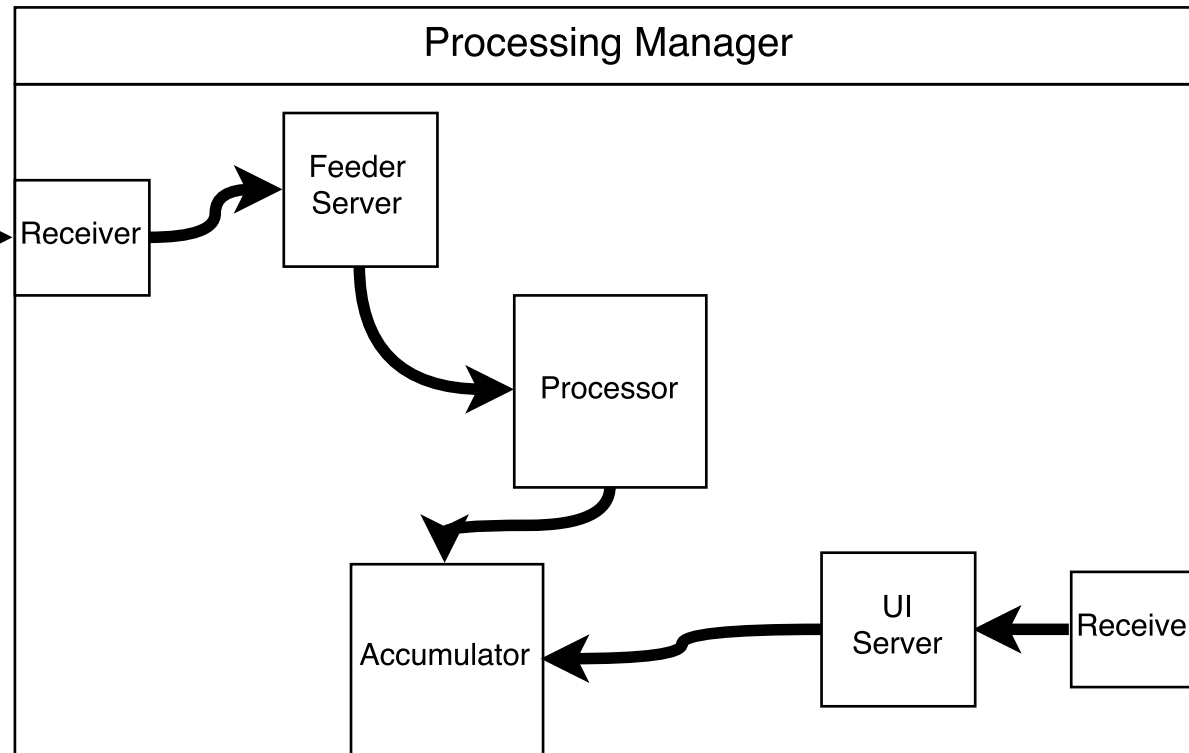 Processing Manager
Feeder
Server
Receiver
Processor
UI
Server
Receive
Accumulator